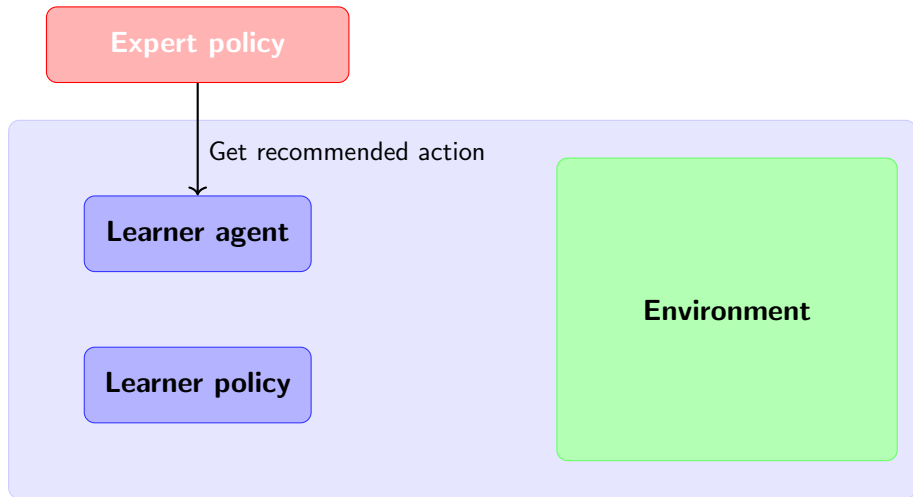 Expert policy
Get recommended action
Learner agent
Environment
Learner policy